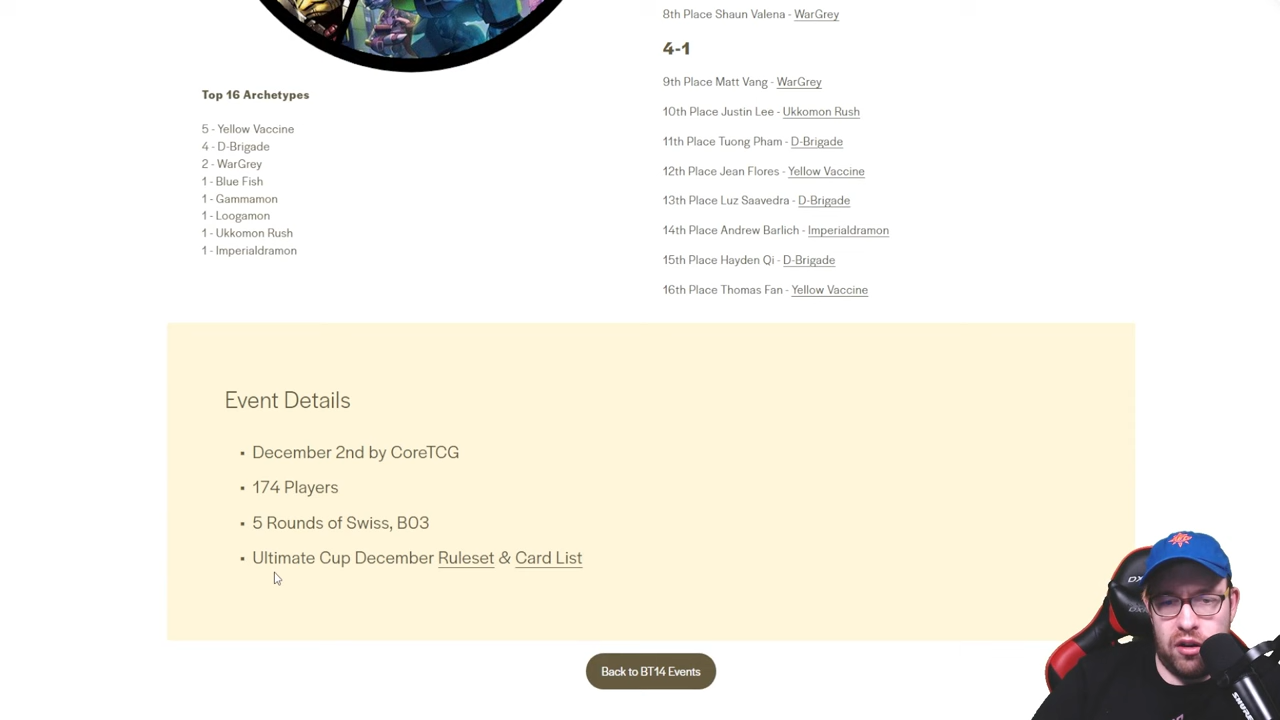 Top 16 Archetypes
5 - Yellow Vaccine
4 - D-Brigade
2 - WarGrey
1 - Blue Fish
1 - Gammamon
1 - Loogamon
1 - Ukkomon Rush
1 - Imperialdramon
8th Place Shaun Valena - WarGrey
4-1
9th Place Matt Vang - WarGrey
10th Place Justin Lee - Ukkomon Rush
11th Place Tuong Pham - D-Brigade
12th Place Jean Flores - Yellow Vaccine
13th Place Luz Saavedra - D-Brigade
14th Place Andrew Barlich - Imperialdramon
15th Place Hayden Qi - D-Brigade
16th Place Thomas Fan - Yellow Vaccine
Event Details
▪ December 2nd by CoreTCG
▪ 174 Players
▪ 5 Rounds of Swiss, BO3
▪ Ultimate Cup December Ruleset & Card List
Back to BT14 Events